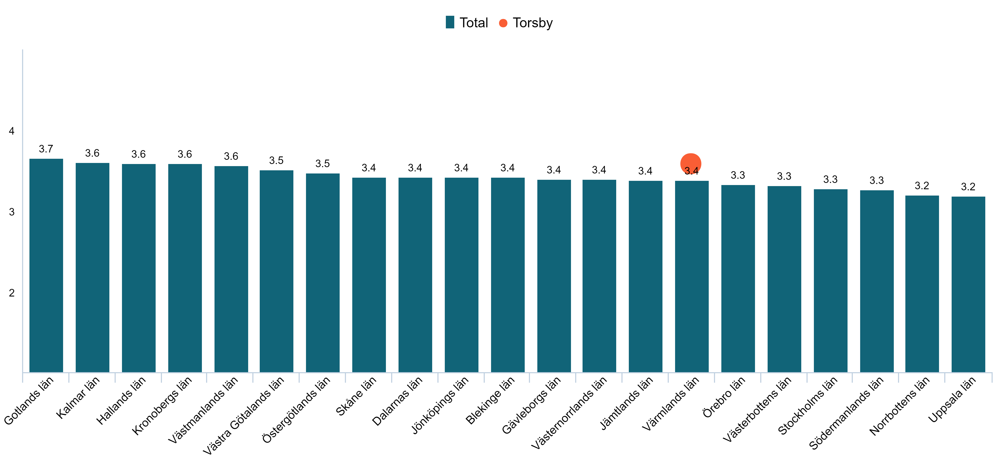 Total Torsby
4
3
2
3.7 3.6 3.6 3.6 3.6 3.5 3.5 3.4 3.4 3.4 3.4 3.4 3.4 3.4 3.4 3.3 3.3 3.3 3.3 3.2 3.2
Gotlands län
Kalmar län
Hallands län
Kronobergs län
Västmanlands län
Västra Götalands län
Östergötlands län
Skåne län
Dalarnas län
Jönköpings län
Blekinge län
Gävleborgs län
Västernorrlands län
Jämtlands län
Värmlands län
Örebro län
Västerbottens län
Stockholms län
Södermanlands län
Norrbottens län
Uppsala län